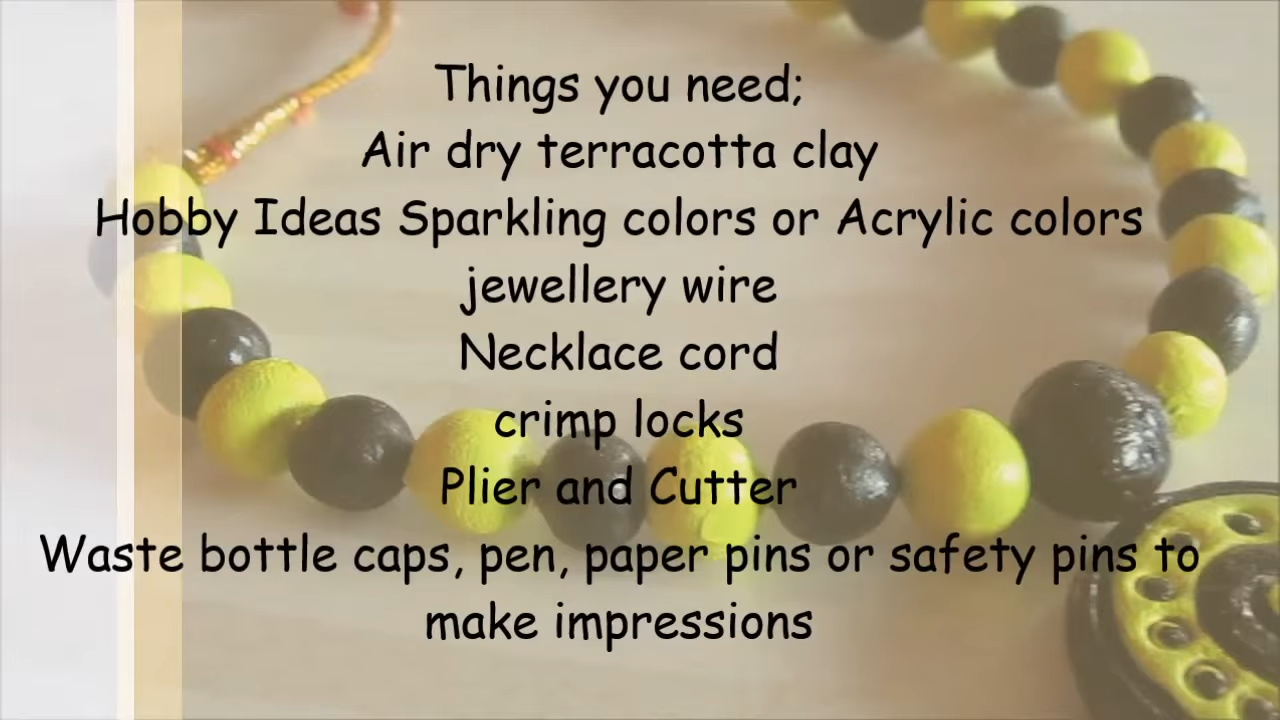 Things you need;
Air dry terracotta clay
Hobby Ideas Sparkling colors or Acrylic colors
jewellery wire
Necklace cord
crimp locks
Plier and Cutter
Waste bottle caps, pen, paper pins or safety pins to
make impressions